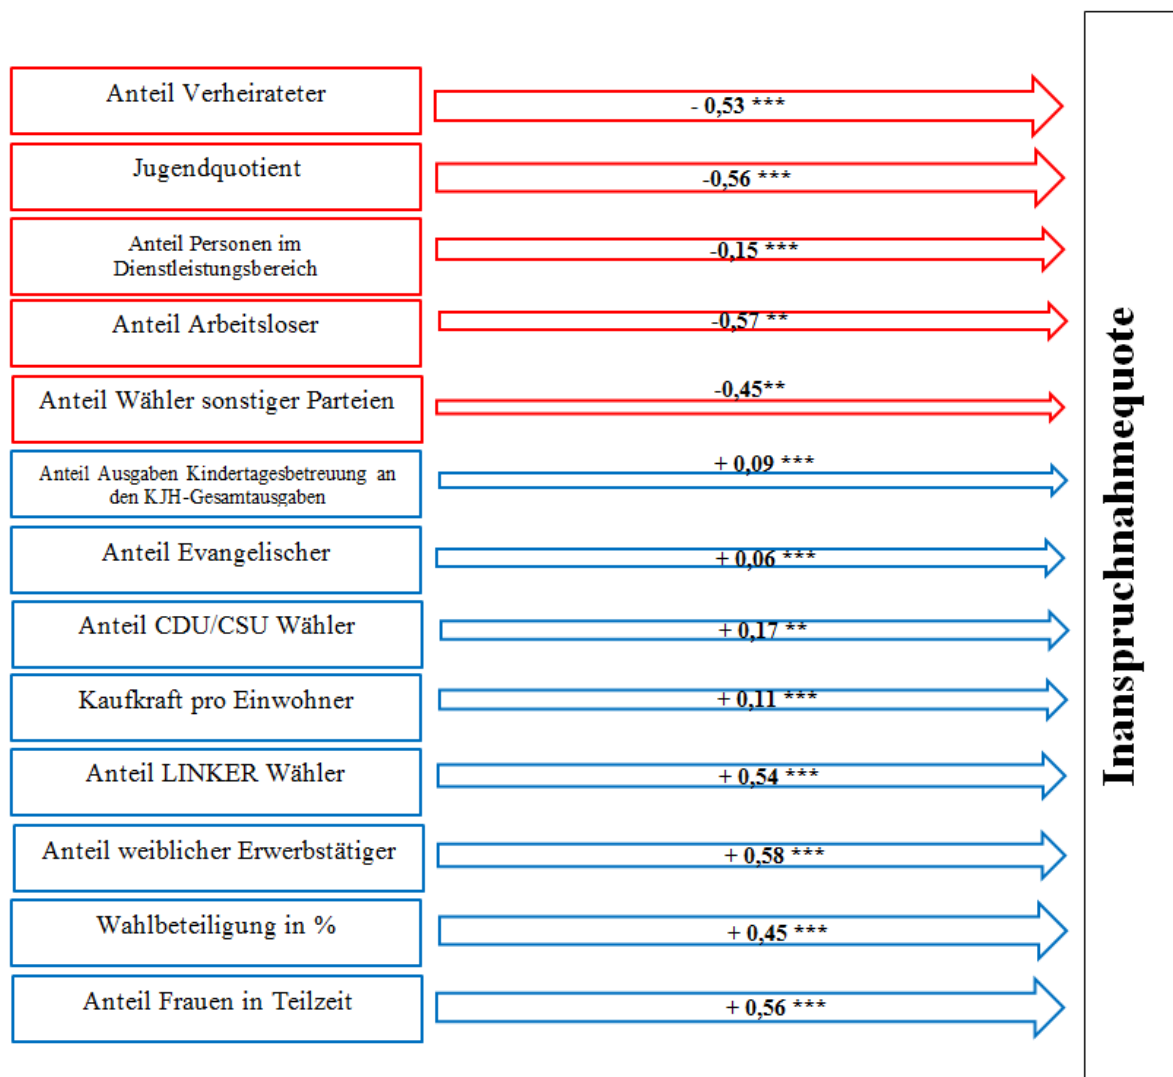 Anteil Verheirateter
- 0,53 ***
Jugendquotient
-0,56 ***
Anteil Personen im
Dienstleistungsbereich
-0,15 ***
Anteil Arbeitsloser
-0,57 **
Anteil Wähler sonstiger Parteien
-0,45**
Anteil Ausgaben Kindertagesbetreuung an
den KJH-Gesamtausgaben
+ 0,09 ***
Anteil Evangelischer
+ 0,06 ***
Anteil CDU/CSU Wähler
+ 0,17 **
Kaufkraft pro Einwohner
+ 0,11 ***
Anteil LINKER Wähler
+ 0,54 ***
Anteil weiblicher Erwerbstätiger
+ 0,58 ***
Wahlbeteiligung in %
+ 0,45 ***
Anteil Frauen in Teilzeit
+ 0,56 ***
Inanspruchnahmequote